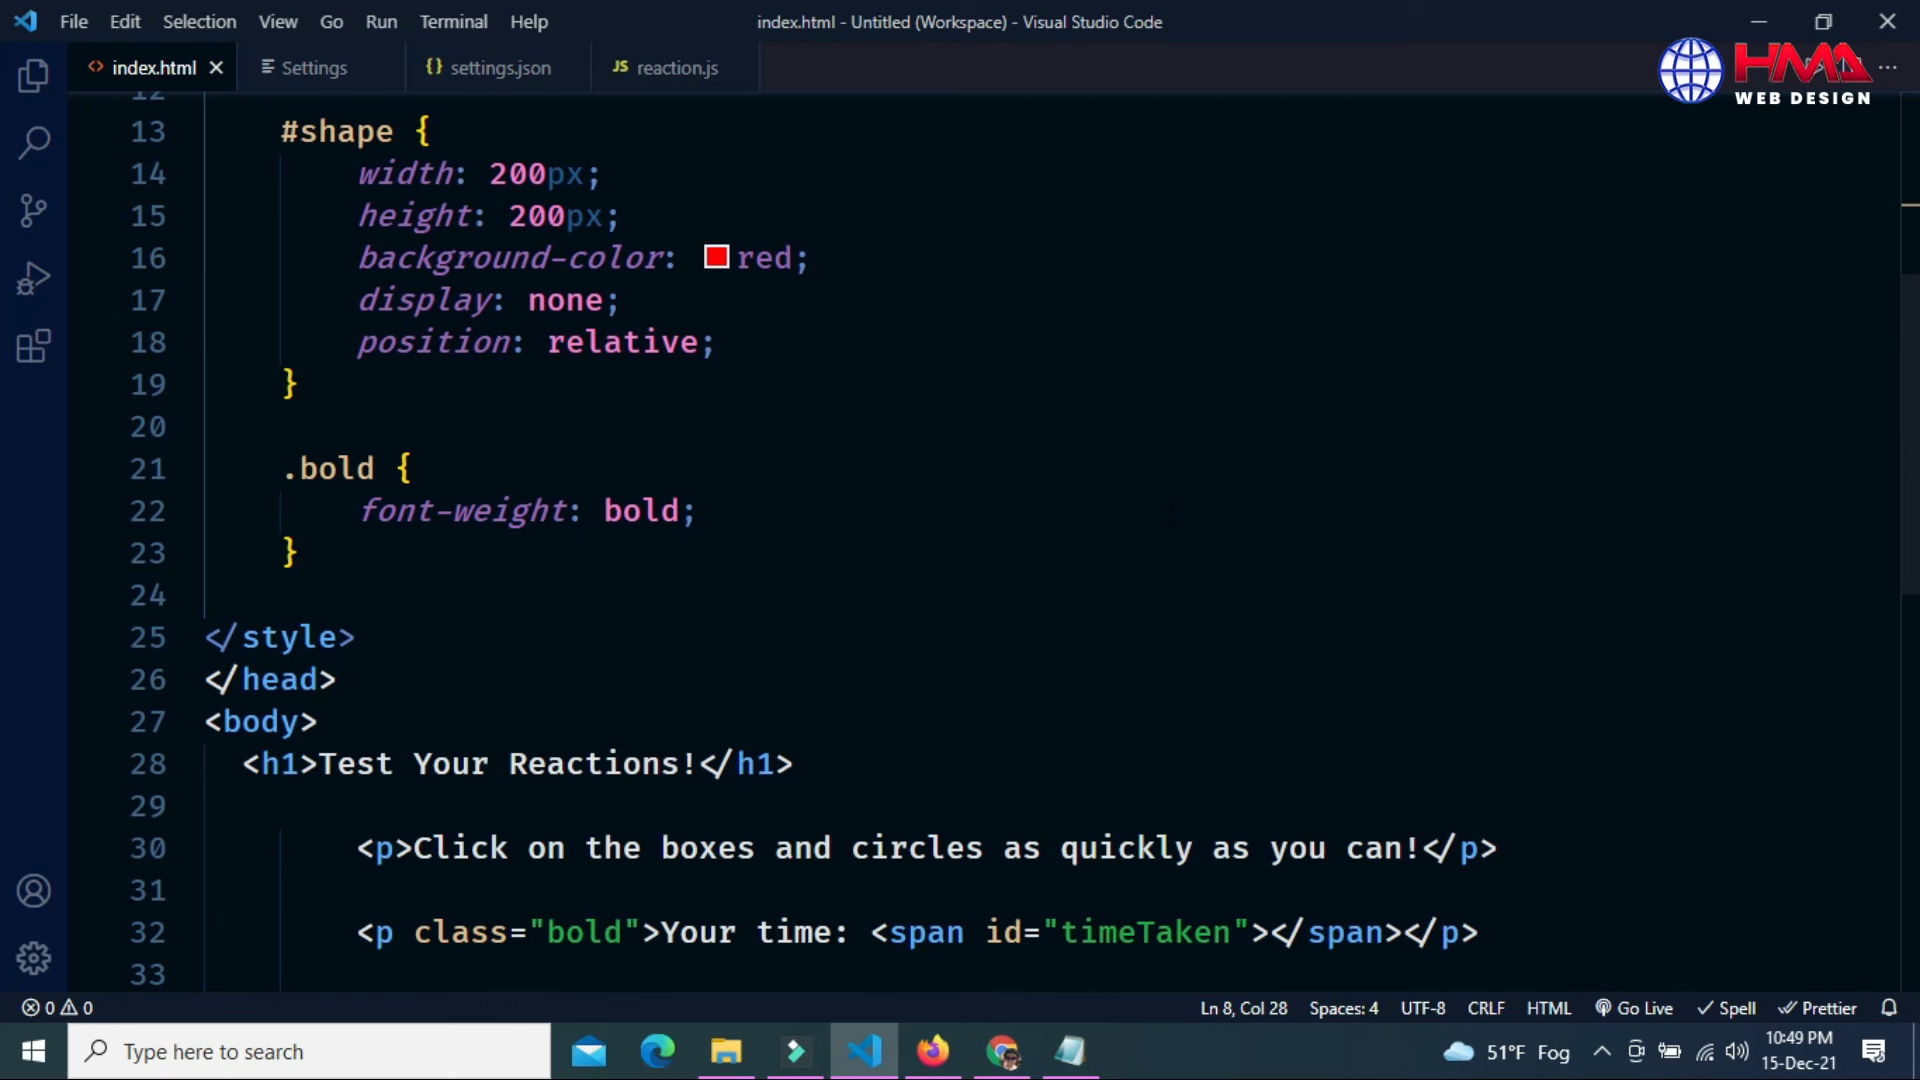 File Edit Selection View Go Run Terminal Help
index.html - Untitled (Workspace) - Visual Studio Code
index.html
Settings
{} settings.json
JS reaction.js
HMA
WEB DESIGN
12
13 #shape {
14 width: 200px;
15 height: 200px;
16 background-color: red;
17 display: none;
18 position: relative;
19 }
20
21 .bold {
22 font-weight: bold;
23 }
24
25 </style>
26 </head>
27 <body>
28 <h1>Test Your Reactions!</h1>
29
30 <p>Click on the boxes and circles as quickly as you can!</p>
31
32 <p class="bold">Your time: <span id="timeTaken"></span></p>
33
0 0
Ln 8, Col 28 Spaces: 4 UTF-8 CRLF HTML Go Live Spell Prettier
Type here to search
51°F Fog
10:49 PM
15-Dec-21